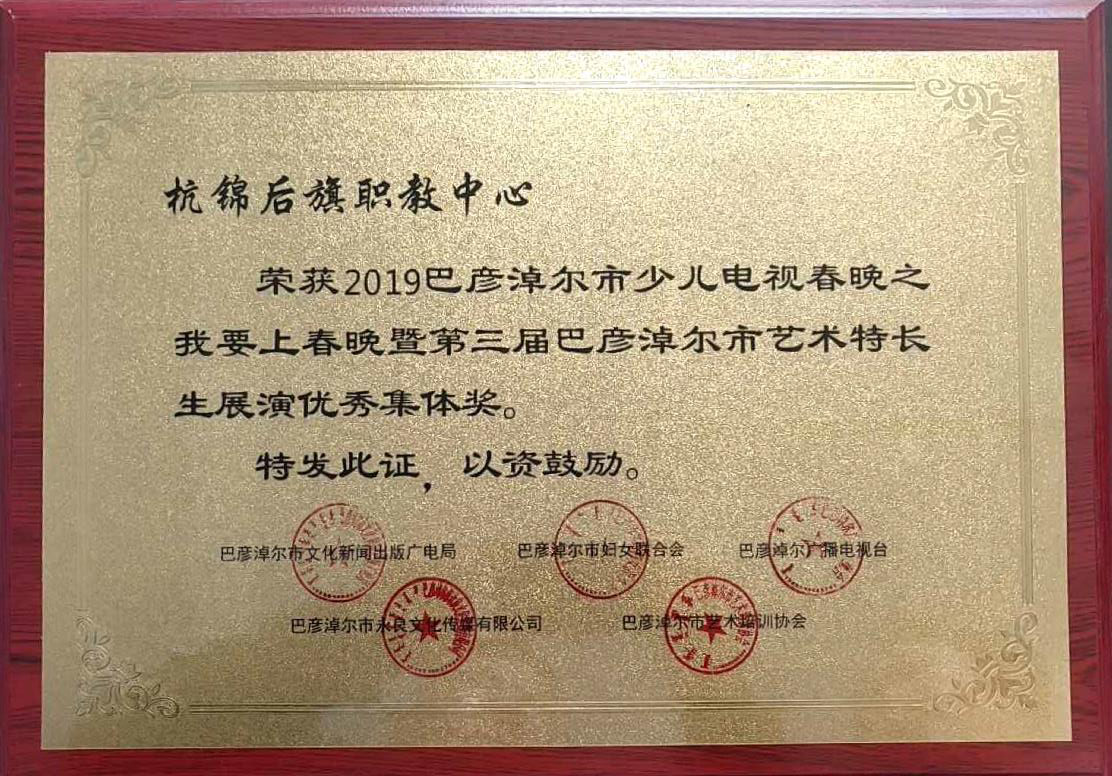 杭锦后旗职教中心
荣获2019巴彦淖尔市少儿电视春晚之
我要上春晚暨第三届巴彦淖尔市艺术特长
生展演优秀集体奖。
特发此证，以资鼓励。
巴彦淖尔市文化新闻出版广电局 巴彦淖尔市妇女联合会 巴彦淖尔广播电视台
巴彦淖尔市永良文化传媒有限公司 巴彦淖尔市艺术培训协会